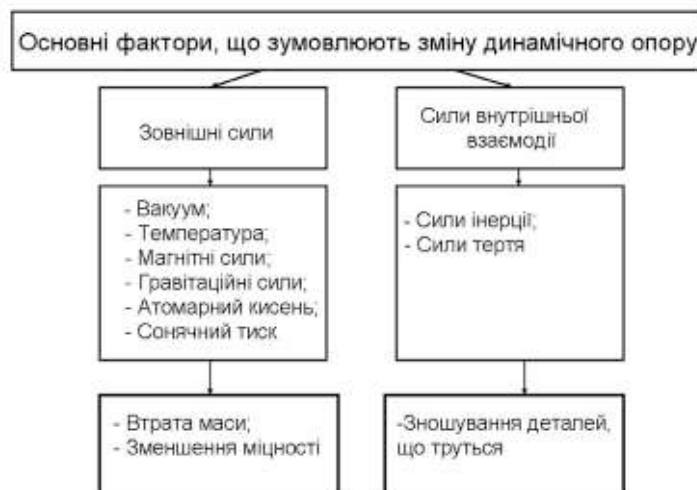 Основні фактори, що зумовлюють зміну динамічного опору
Зовнішні сили
Сили внутрішньої
взаємодії
- Вакуум;
- Температура;
- Магнітні сили;
- Гравітаційні сили;
- Атомарний кисень;
- Сонячний тиск
- Сили інерції;
- Сили тертя
- Втрата маси;
- Зменшення міцності
-Зношування деталей,
що труться